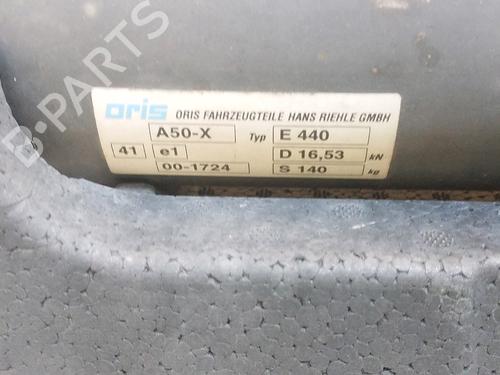 oris ORIS FAHRZEUGTEILE HANS RIEHLE GMBH
A50-X Typ E 440
41 e1 D 16,53 kN
00-1724 S 140 kg
B-PARTS